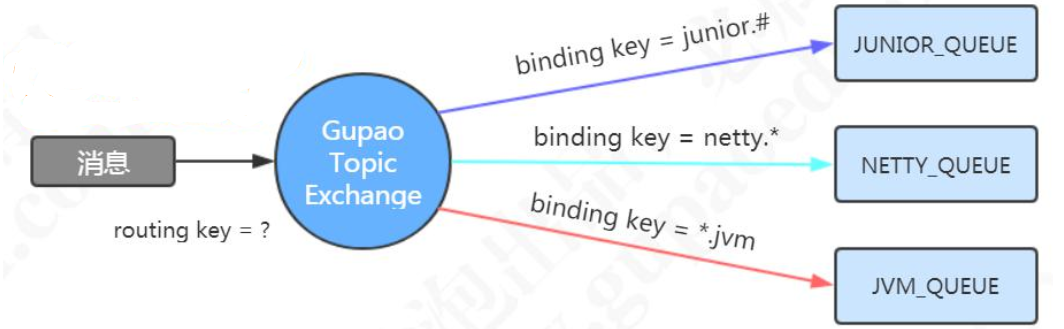 binding key = junior.#
JUNIOR_QUEUE
Gupao
Topic
Exchange
binding key = netty.*
NETTY_QUEUE
消息
routing key = ?
binding key = *.jvm
JVM_QUEUE